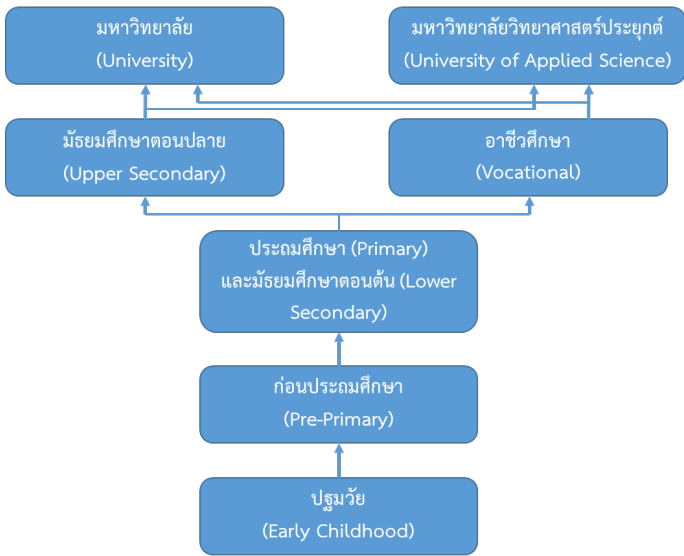 มหาวิทยาลัย
(University)
มหาวิทยาลัยวิทยาศาสตร์ประยุกต์
(University of Applied Science)
มัธยมศึกษาตอนปลาย
(Upper Secondary)
อาชีวศึกษา
(Vocational)
ประถมศึกษา (Primary)
และมัธยมศึกษาตอนต้น (Lower
Secondary)
ก่อนประถมศึกษา
(Pre-Primary)
ปฐมวัย
(Early Childhood)